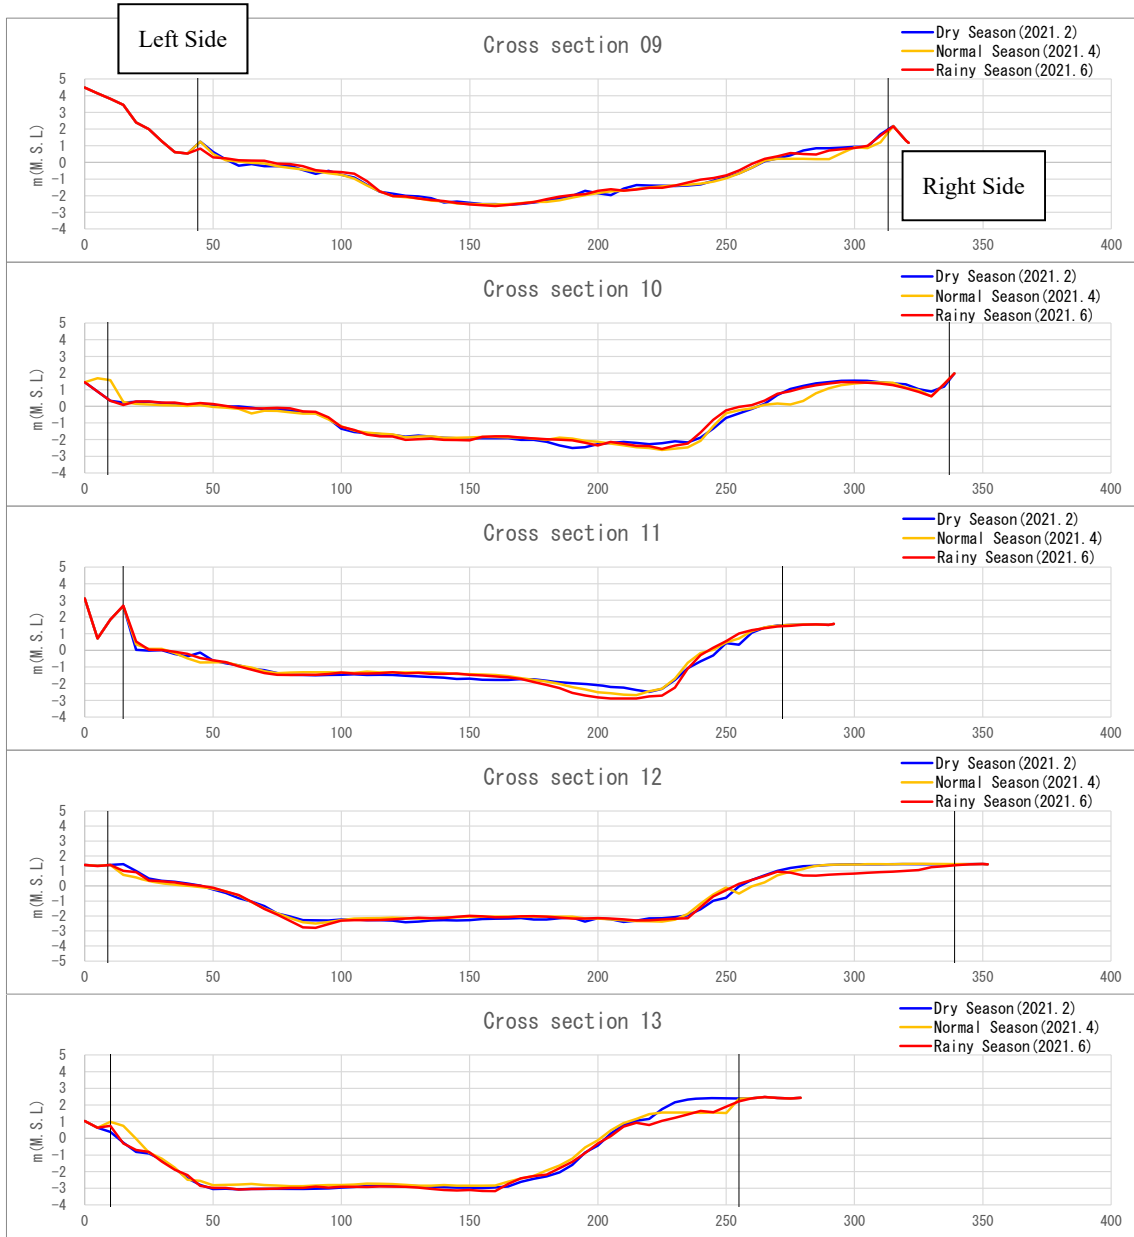 Left Side
Cross section 09
Dry Season(2021.2)
Normal Season(2021.4)
Rainy Season(2021.6)
m(M.S.L)
5
4
3
2
1
0
-1
-2
-3
-4
0 50 100 150 200 250 300 350 400
Right Side
Cross section 10
Dry Season(2021.2)
Normal Season(2021.4)
Rainy Season(2021.6)
m(M.S.L)
5
4
3
2
1
0
-1
-2
-3
-4
0 50 100 150 200 250 300 350 400
Cross section 11
Dry Season(2021.2)
Normal Season(2021.4)
Rainy Season(2021.6)
m(M.S.L)
5
4
3
2
1
0
-1
-2
-3
-4
0 50 100 150 200 250 300 350 400
Cross section 12
Dry Season(2021.2)
Normal Season(2021.4)
Rainy Season(2021.6)
m(M.S.L)
5
4
3
2
1
0
-1
-2
-3
-4
-5
0 50 100 150 200 250 300 350 400
Cross section 13
Dry Season(2021.2)
Normal Season(2021.4)
Rainy Season(2021.6)
m(M.S.L)
5
4
3
2
1
0
-1
-2
-3
-4
0 50 100 150 200 250 300 350 400